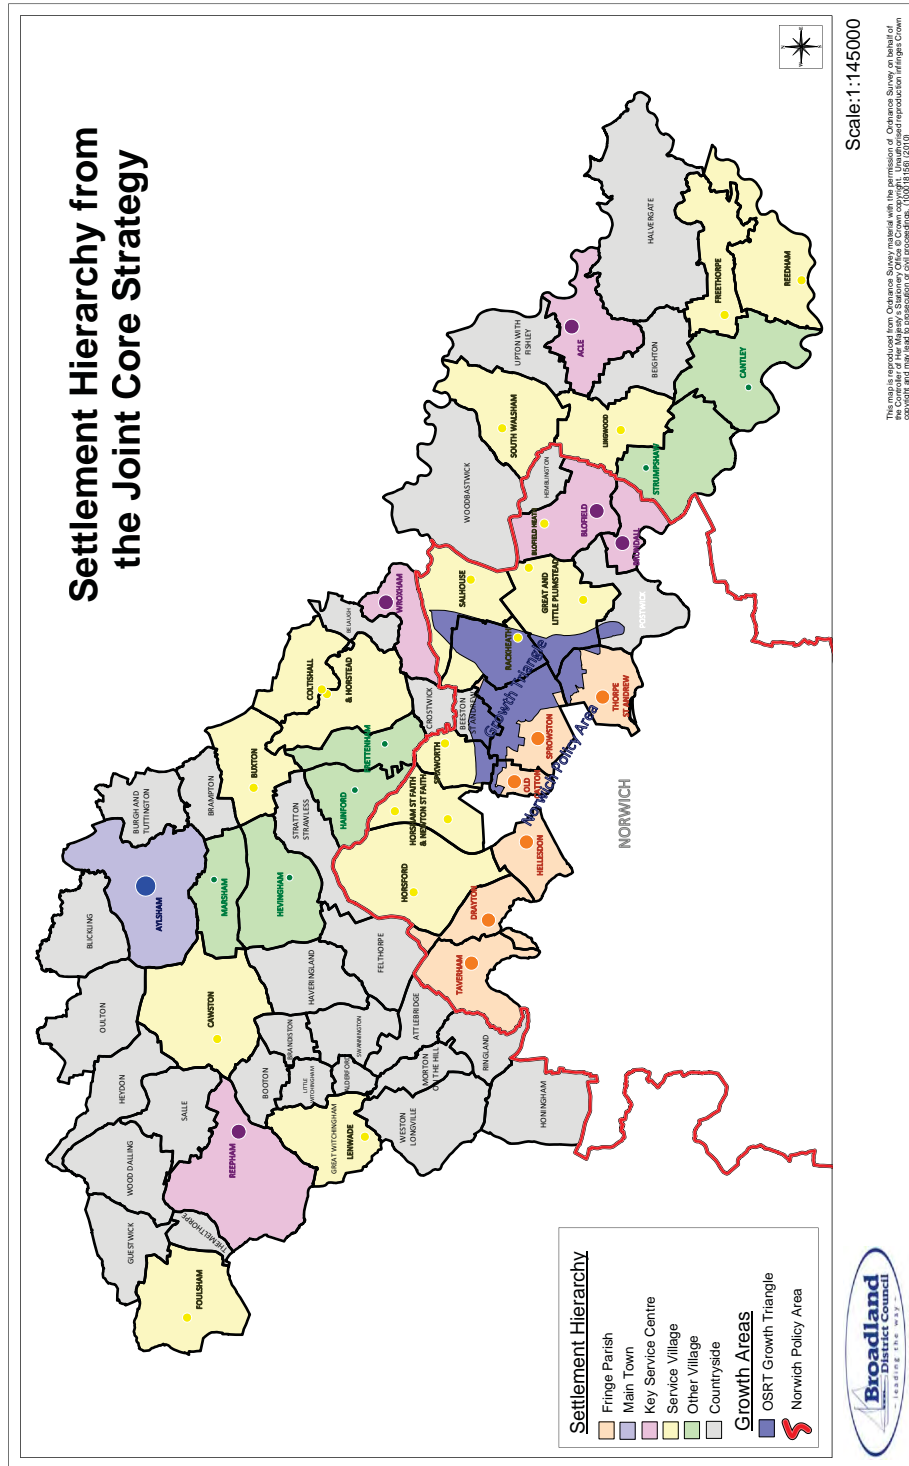 Settlement Hierarchy from
the Joint Core Strategy
Scale:1:145000
This map is reproduced from Ordnance Survey material with the permission of Ordnance Survey on behalf of
the Controller of Her Majesty's Stationery Office © Crown copyright. Unauthorised reproduction infringes Crown
copyright and may lead to prosecution or civil proceedings. (100018156) (2010)
HALVERGATE
FREETHORPE
REEDHAM
UPTON WITH
FISHLEY
ACLE
BEIGHTON
CANTLEY
SOUTH WALSHAM
LINGWOOD
STRUMPSHAW
WOODBASTWICK
HEMBLINGTON
BLOFIELD HEATH
BLOFIELD
BRUNDALL
WROXHAM
BELAUGH
SALHOUSE
GREAT AND
LITTLE PLUMSTEAD
POSTWICK
COLTISHALL
& HORSTEAD
CROSTWICK
BEESTON
ST ANDREW
RACKHEATH
Growth Triangle
THORPE
ST ANDREW
SPROWSTON
OLD
CATTON
Norwich Policy Area
BUXTON
FRETTENHAM
SPIXWORTH
HAINFORD
HORSHAM ST FAITH
& NEWTON ST FAITH
BRAMPTON
STRATTON
STRAWLESS
BURGH AND
TUTTINGTON
NORWICH
HELLESDON
HORSFORD
DRAYTON
TAVERHAM
AYLSHAM
MARSHAM
HEVINGHAM
BLICKLING
FELTHORPE
HAVERINGLAND
CAWSTON
OULTON
ATTLEBRIDGE
SWANNINGTON
BRANDISTON
RINGLAND
MORTON
ON THE HILL
ALDERFORD
LITTLE
WITCHINGHAM
BOOTON
HEYDON
SALLE
HONINGHAM
WESTON
LONGVILLE
GREAT WITCHINGHAM
LENWADE
REEPHAM
WOOD DALLING
THEMELTHORPE
GUESTWICK
FOULSHAM
Settlement Hierarchy
Fringe Parish
Main Town
Key Service Centre
Service Village
Other Village
Countryside
Growth Areas
OSRT Growth Triangle
Norwich Policy Area
Broadland
District Council
– leading the way –